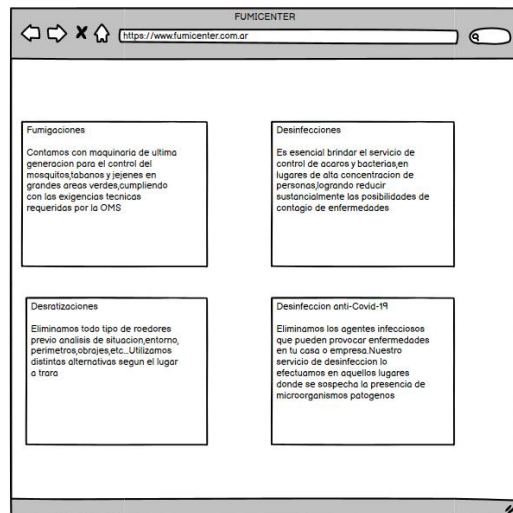 FUMICENTER
https://www.fumicenter.com.ar
Fumigaciones
Contamos con maquinaria de ultima
generacion para el control del
mosquitos,tabanos y jejenes en
grandes areas verdes,cumpliendo
con las exigencias tecnicas
requeridas por la OMS
Desinfecciones
Es esencial brindar el servicio de
control de acaros y bacterias,en
lugares de alta concentracion de
personas,logrando reducir
sustancialmente las posibilidades de
contagio de enfermedades
Desratizaciones
Eliminamos todo tipo de roedores
previo analisis de situacion,entorno,
perimetros,obrajes,etc...Utilizamos
distintas alternativas segun el lugar
a trara
Desinfeccion anti-Covid-19
Eliminamos los agentes infecciosos
que pueden provocar enfermedades
en tu casa o empresa.Nuestro
servicio de desinfeccion lo
efectuamos en aquellos lugares
donde se sospecha la presencia de
microorganismos patogenos